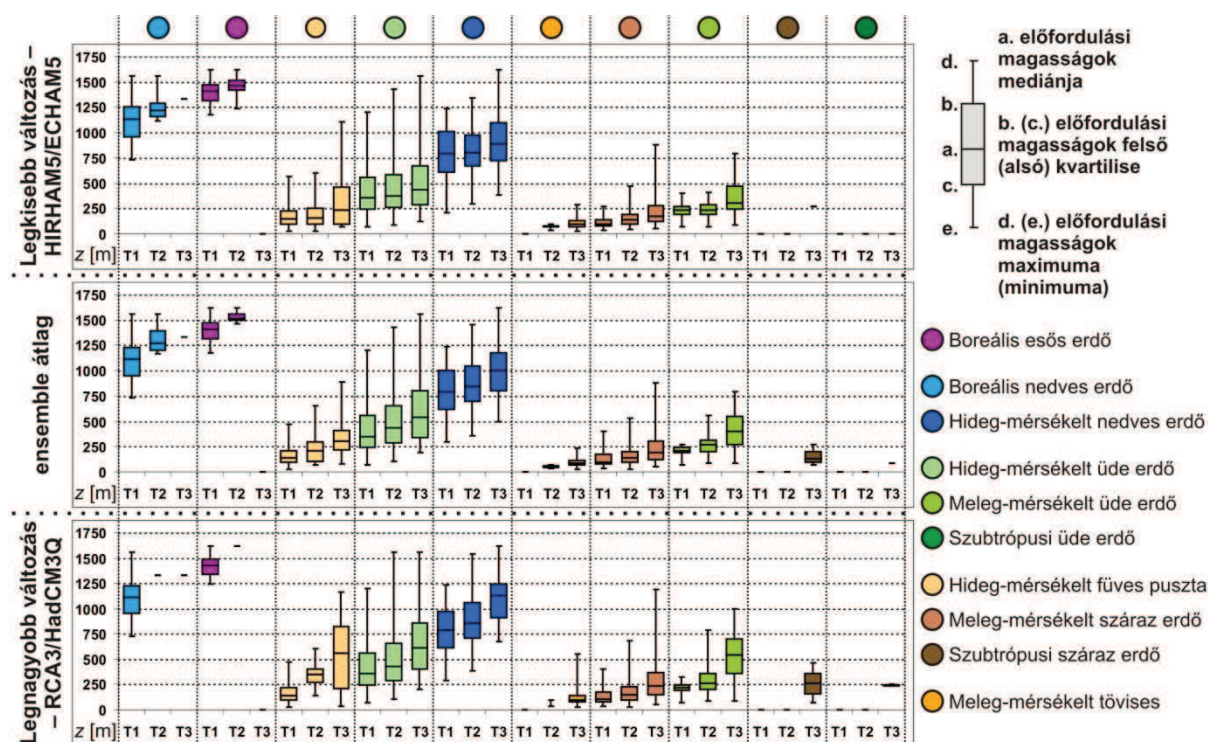 Legkisebb változás –
HIRHAM5/ECHAM5
1750
1500
1250
1000
750
500
250
0
z [m] T1 T2 T3 T1 T2 T3 T1 T2 T3 T1 T2 T3 T1 T2 T3 T1 T2 T3 T1 T2 T3 T1 T2 T3 T1 T2 T3 T1 T2 T3
ensemble átlag
1750
1500
1250
1000
750
500
250
0
z [m] T1 T2 T3 T1 T2 T3 T1 T2 T3 T1 T2 T3 T1 T2 T3 T1 T2 T3 T1 T2 T3 T1 T2 T3 T1 T2 T3 T1 T2 T3
Legnagyobb változás
– RCA3/HadCM3Q
1750
1500
1250
1000
750
500
250
0
z [m] T1 T2 T3 T1 T2 T3 T1 T2 T3 T1 T2 T3 T1 T2 T3 T1 T2 T3 T1 T2 T3 T1 T2 T3 T1 T2 T3 T1 T2 T3
d.
b.
a.
c.
e.
a. előfordulási
magasságok
mediánja
b. (c.) előfordulási
magasságok felső
(alsó) kvartilise
d. (e.) előfordulási
magasságok
maximuma
(minimuma)
Boreális esős erdő
Boreális nedves erdő
Hideg-mérsékelt nedves erdő
Hideg-mérsékelt üde erdő
Meleg-mérsékelt üde erdő
Szubtrópusi üde erdő
Hideg-mérsékelt füves puszta
Meleg-mérsékelt száraz erdő
Szubtrópusi száraz erdő
Meleg-mérsékelt tövises